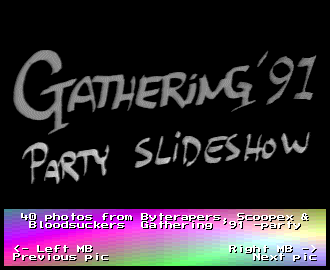 GATHERiNG'91
PARTY SLiDESHOW
40 photos from Byterapers, Scoopex &
Bloodsuckers Gathering '91 -party
<- Left MB Right MB ->
Previous pic Next pic